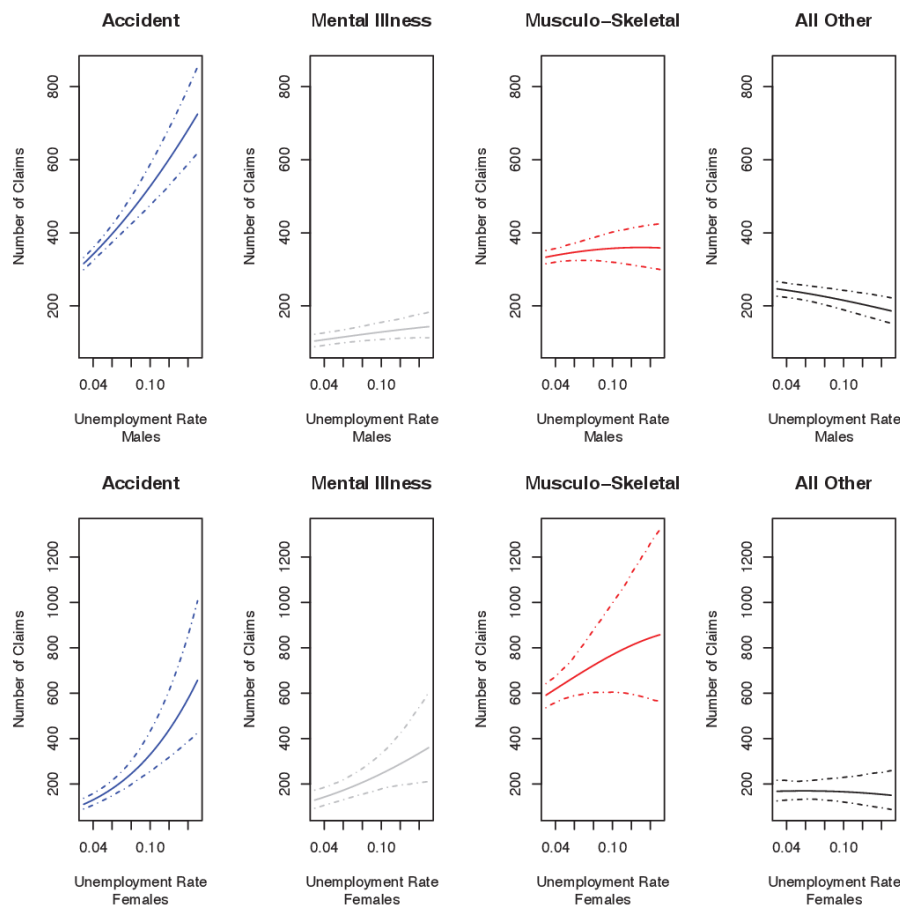 Accident
Mental Illness
Musculo−Skeletal
All Other
Number of Claims
200
400
600
800
0.04
0.10
Unemployment Rate
Males
Number of Claims
200
400
600
800
0.04
0.10
Unemployment Rate
Males
Number of Claims
200
400
600
800
0.04
0.10
Unemployment Rate
Males
Number of Claims
200
400
600
800
0.04
0.10
Unemployment Rate
Males
Accident
Mental Illness
Musculo−Skeletal
All Other
Number of Claims
200
400
600
800
1000
1200
0.04
0.10
Unemployment Rate
Females
Number of Claims
200
400
600
800
1000
1200
0.04
0.10
Unemployment Rate
Females
Number of Claims
200
400
600
800
1000
1200
0.04
0.10
Unemployment Rate
Females
Number of Claims
200
400
600
800
1000
1200
0.04
0.10
Unemployment Rate
Females